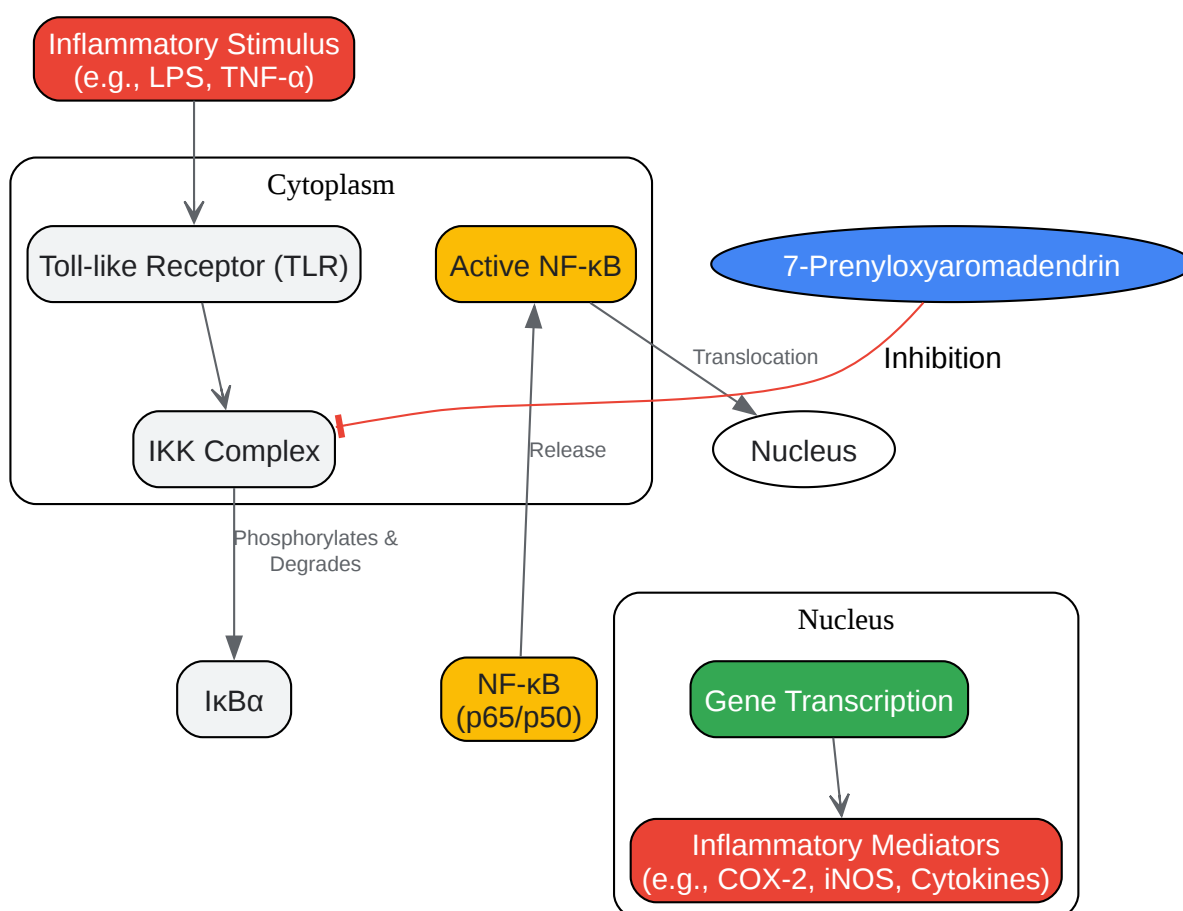 Inflammatory Stimulus
(e.g., LPS, TNF-α)
Cytoplasm
Toll-like Receptor (TLR)
Active NF-κB
7-Prenyloxyaromadendrin
Translocation
Inhibition
IKK Complex
Release
Nucleus
Phosphorylates &
Degrades
Nucleus
IκBα
NF-κB
(p65/p50)
Gene Transcription
Inflammatory Mediators
(e.g., COX-2, iNOS, Cytokines)